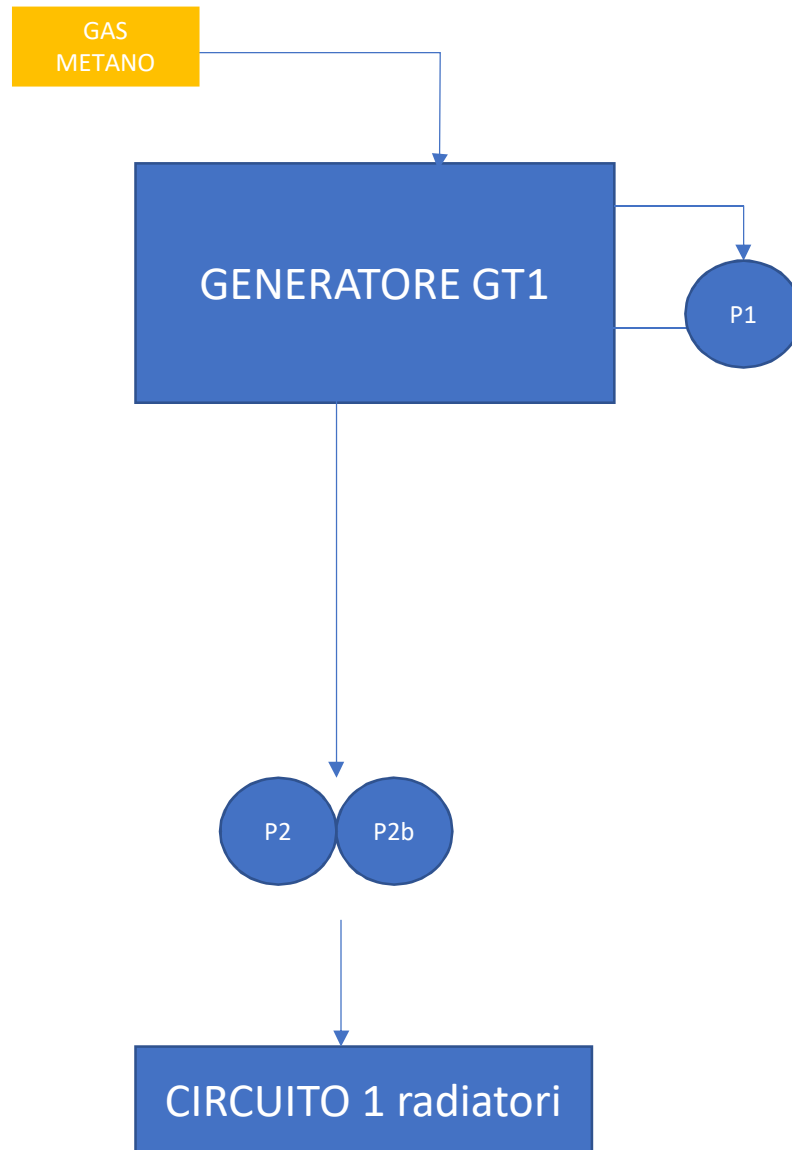 GAS
METANO
GENERATORE GT1
P1
P2
P2b
CIRCUITO 1 radiatori